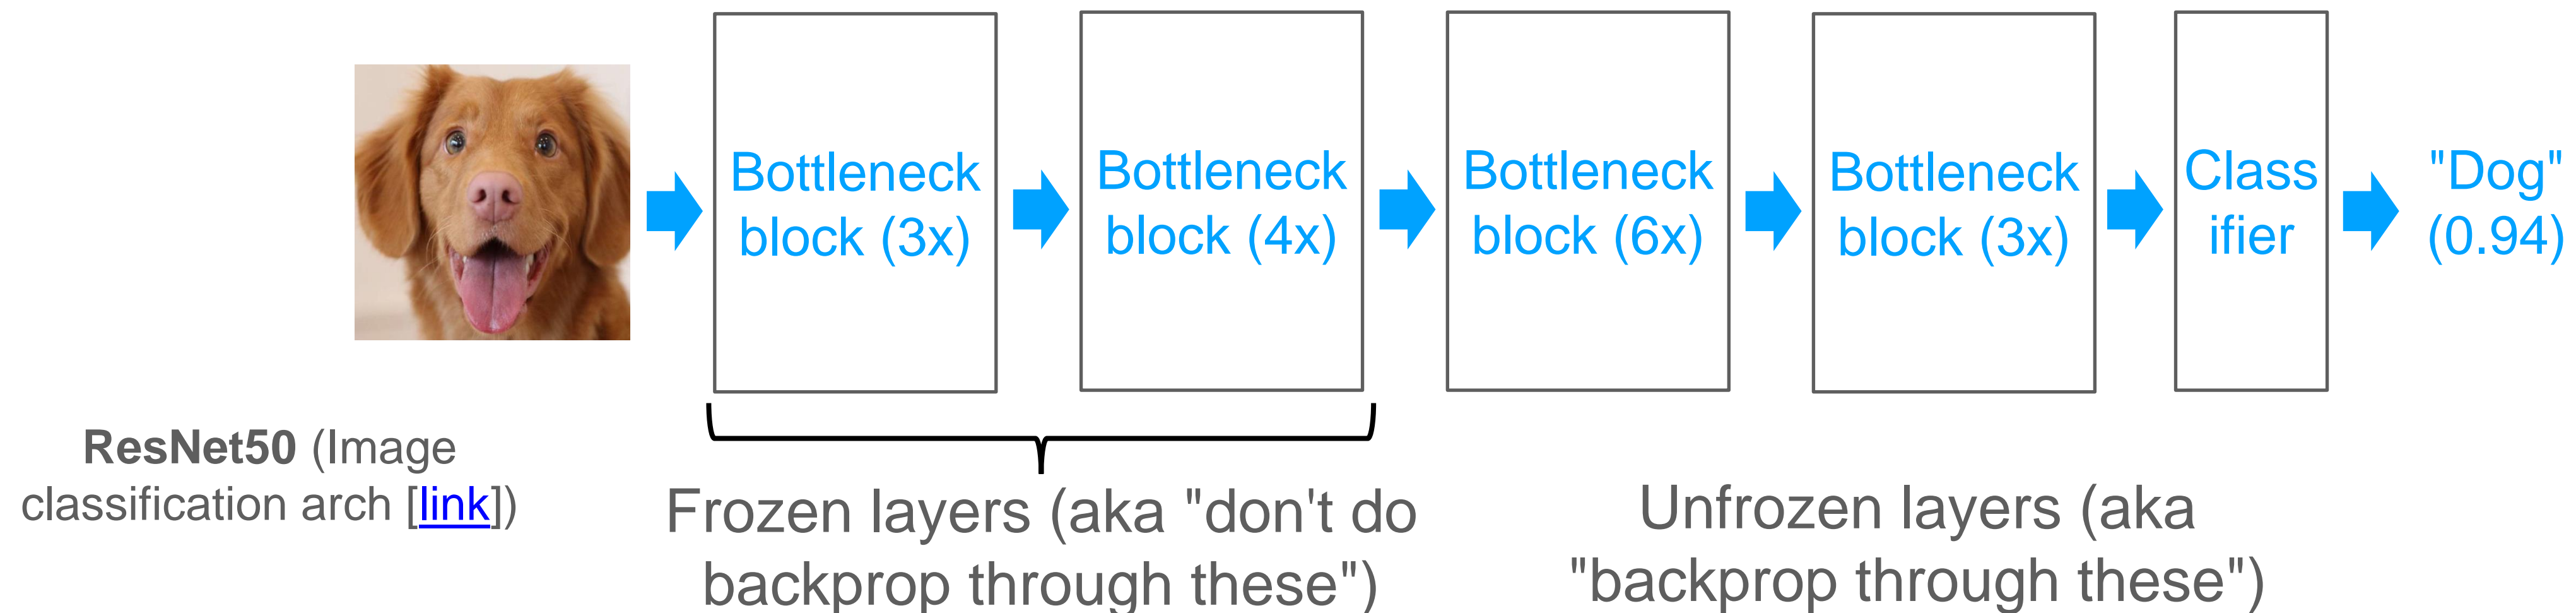 Bottleneck
block (3x)
Bottleneck
block (4x)
Bottleneck
block (6x)
Bottleneck
block (3x)
Class
ifier
"Dog"
(0.94)
ResNet50 (Image
classification arch [link])
Frozen layers (aka "don't do
backprop through these")
Unfrozen layers (aka
"backprop through these")